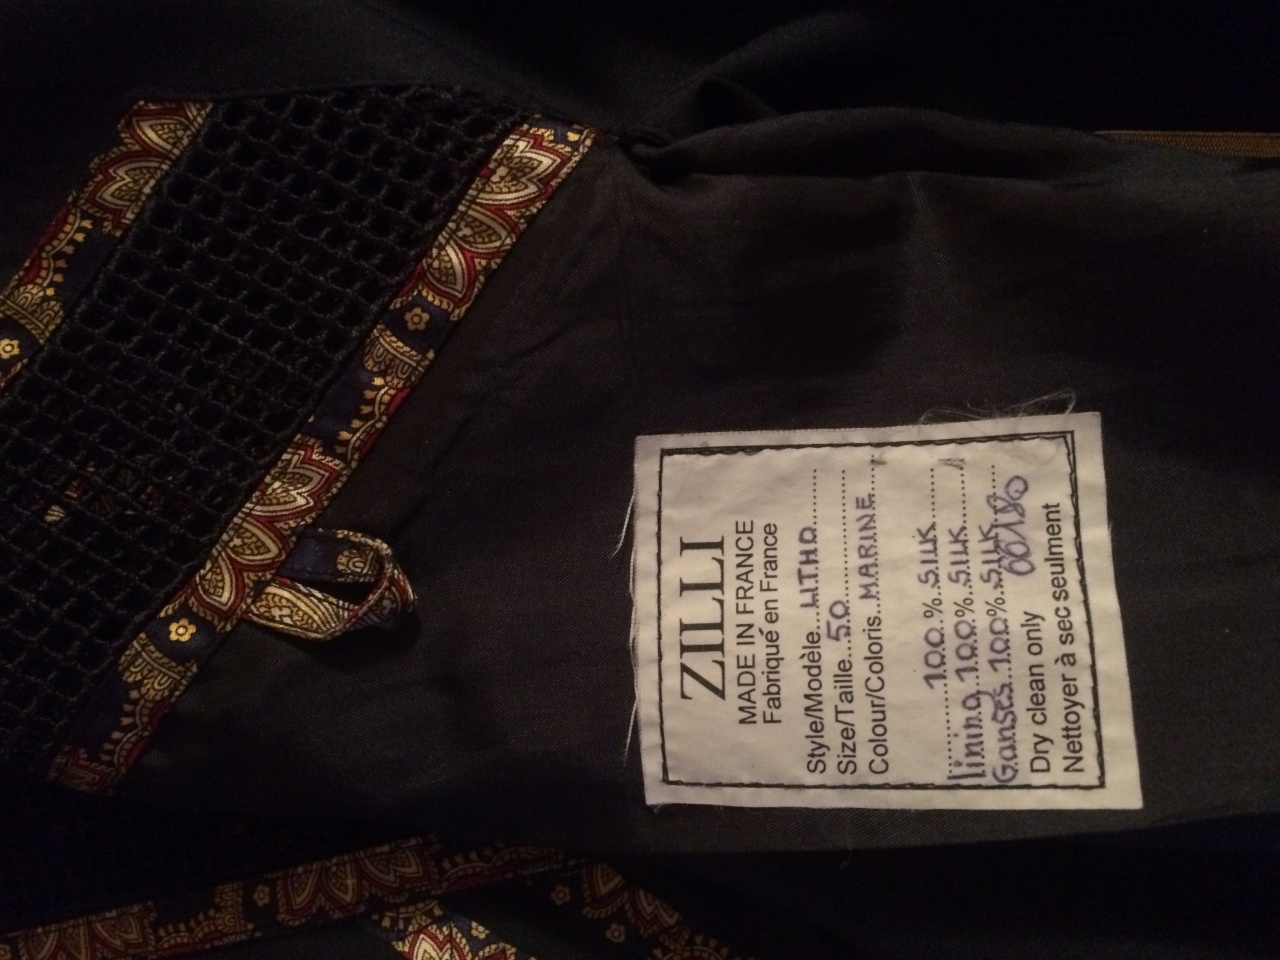 ZILLI
MADE IN FRANCE
Fabriqué en France
Style/Modèle....LITHO........
Size/Taille...50..............
Colour/Coloris..MARINE....
..........100.%.SILK.........
lining..100%.SILK.........
Ganses.100%.SILK.....
Dry clean only 00180
Nettoyer à sec seulment